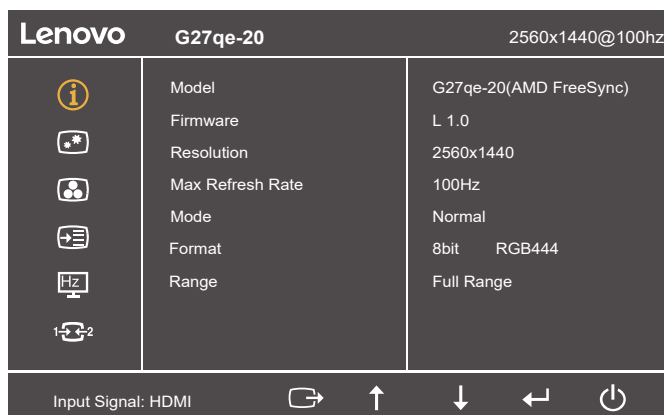 Lenovo G27qe-20 2560x1440@100hz
Model G27qe-20(AMD FreeSync)
Firmware L 1.0
Resolution 2560x1440
Max Refresh Rate 100Hz
Mode Normal
Format 8bit RGB444
Range Full Range
Hz
1 2
Input Signal: HDMI